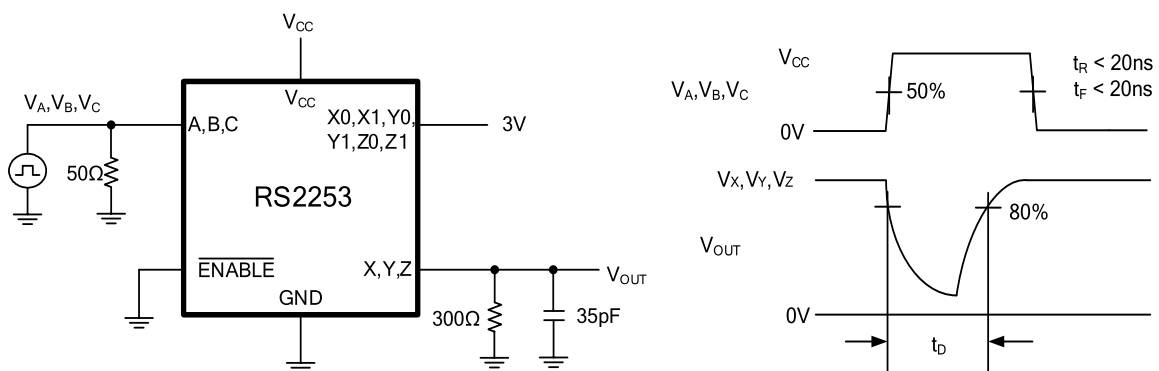 VCC
VA,VB,VC
50Ω
VCC
A,B,C
X0,X1,Y0,
Y1,Z0,Z1
3V
RS2253
ENABLE
X,Y,Z
GND
VOUT
300Ω
35pF
VCC
VA,VB,VC
50%
0V
tR < 20ns
tF < 20ns
VX,VY,VZ
80%
VOUT
0V
tD